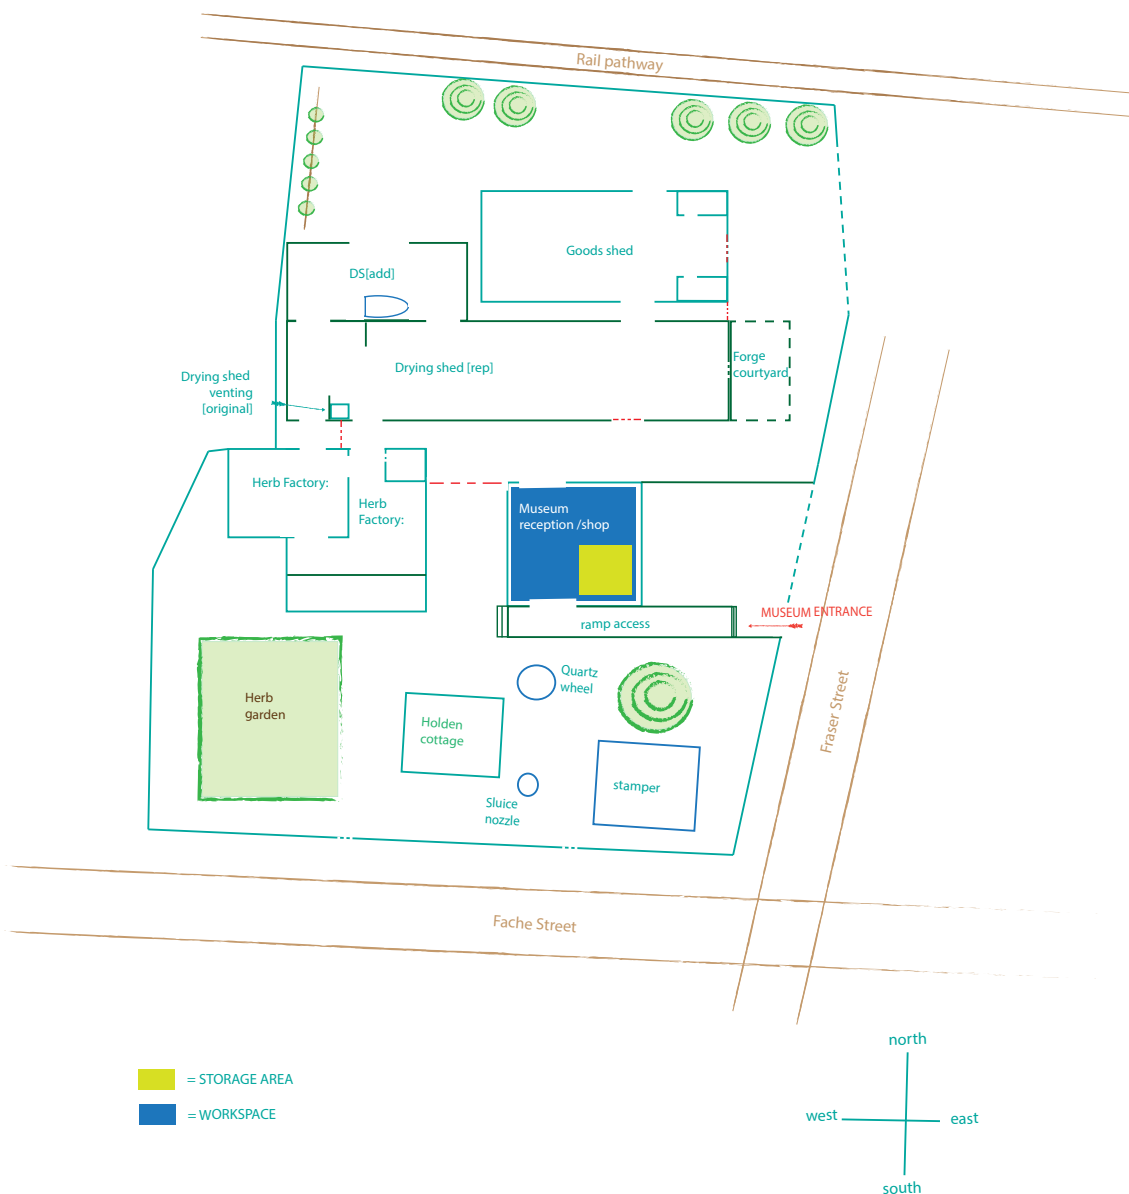 Rail pathway
Goods shed
DS[add]
Forge
courtyard
Drying shed [rep]
Drying shed
venting
[original]
Herb Factory:
Herb
Factory:
Museum
reception /shop
MUSEUM ENTRANCE
ramp access
Quartz
wheel
Herb
garden
Holden
cottage
Fraser Street
stamper
Sluice
nozzle
Fache Street
north
= STORAGE AREA
= WORKSPACE
west
east
south